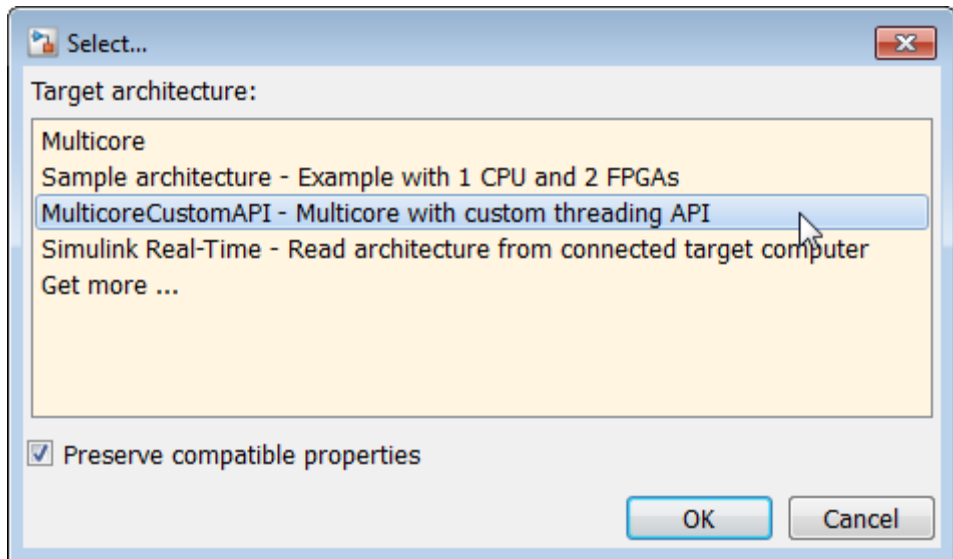 Select...
Target architecture:
Multicore
Sample architecture - Example with 1 CPU and 2 FPGAs
MulticoreCustomAPI - Multicore with custom threading API
Simulink Real-Time - Read architecture from connected target computer
Get more ...
Preserve compatible properties
OK Cancel